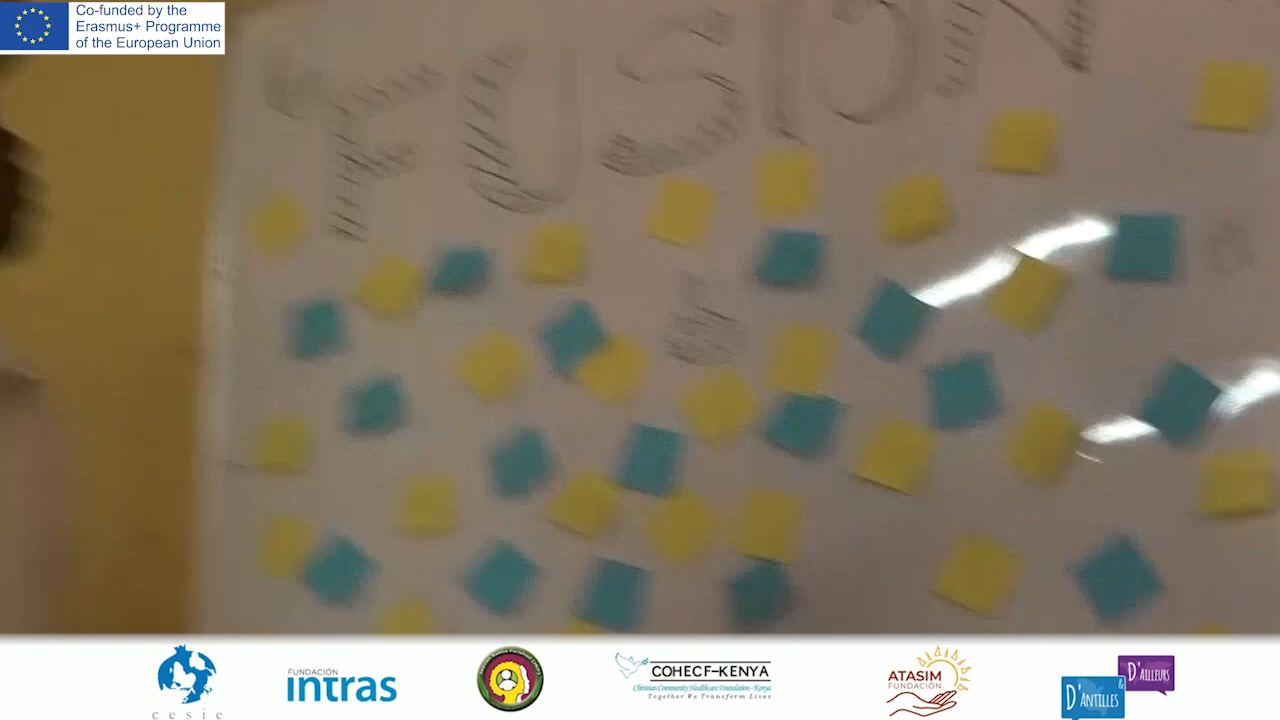 Co-funded by the
Erasmus+ Programme
of the European Union
FUSION
cesie
FUNDACIÓN
intras
COHECF-KENYA
Christian Community Healthcare Foundation - Kenya
Together We Transform Lives
ATASIM
FUNDACIÓN
D'ANTILLES
&
D'AILLEURS